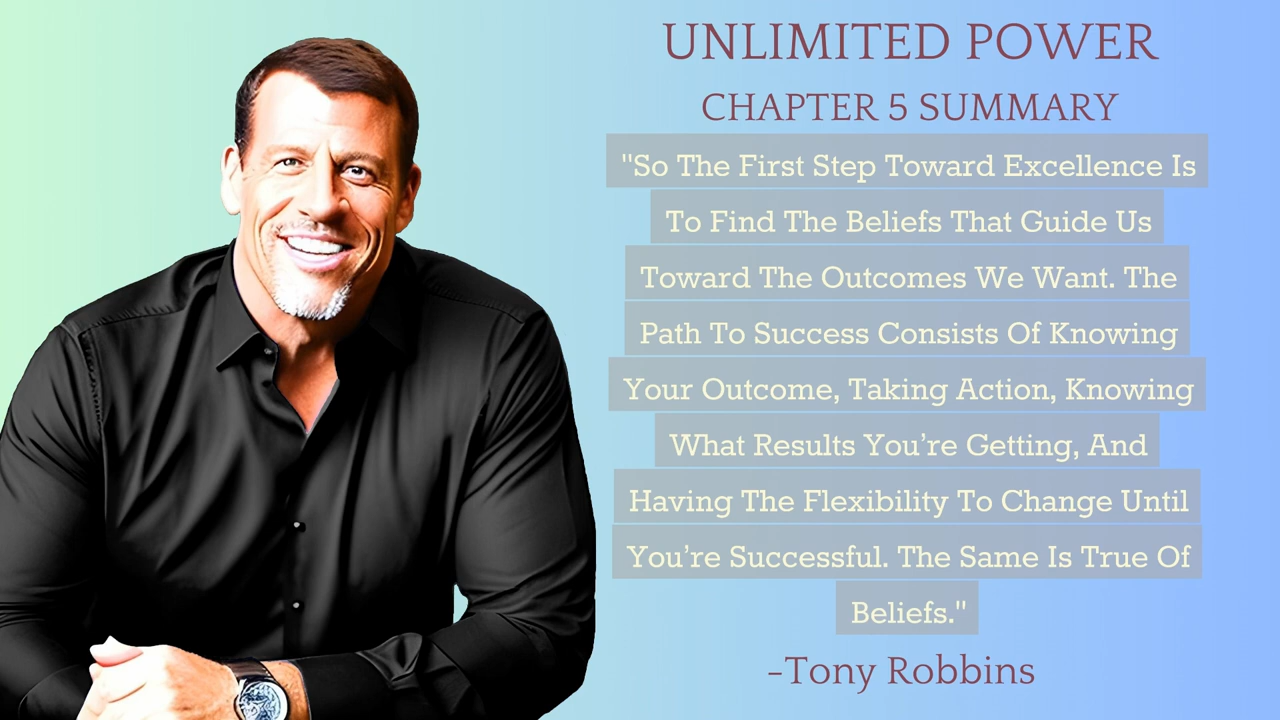 UNLIMITED POWER
CHAPTER 5 SUMMARY
"So The First Step Toward Excellence Is
To Find The Beliefs That Guide Us
Toward The Outcomes We Want. The
Path To Success Consists Of Knowing
Your Outcome, Taking Action, Knowing
What Results You’re Getting, And
Having The Flexibility To Change Until
You’re Successful. The Same Is True Of
Beliefs."
–Tony Robbins